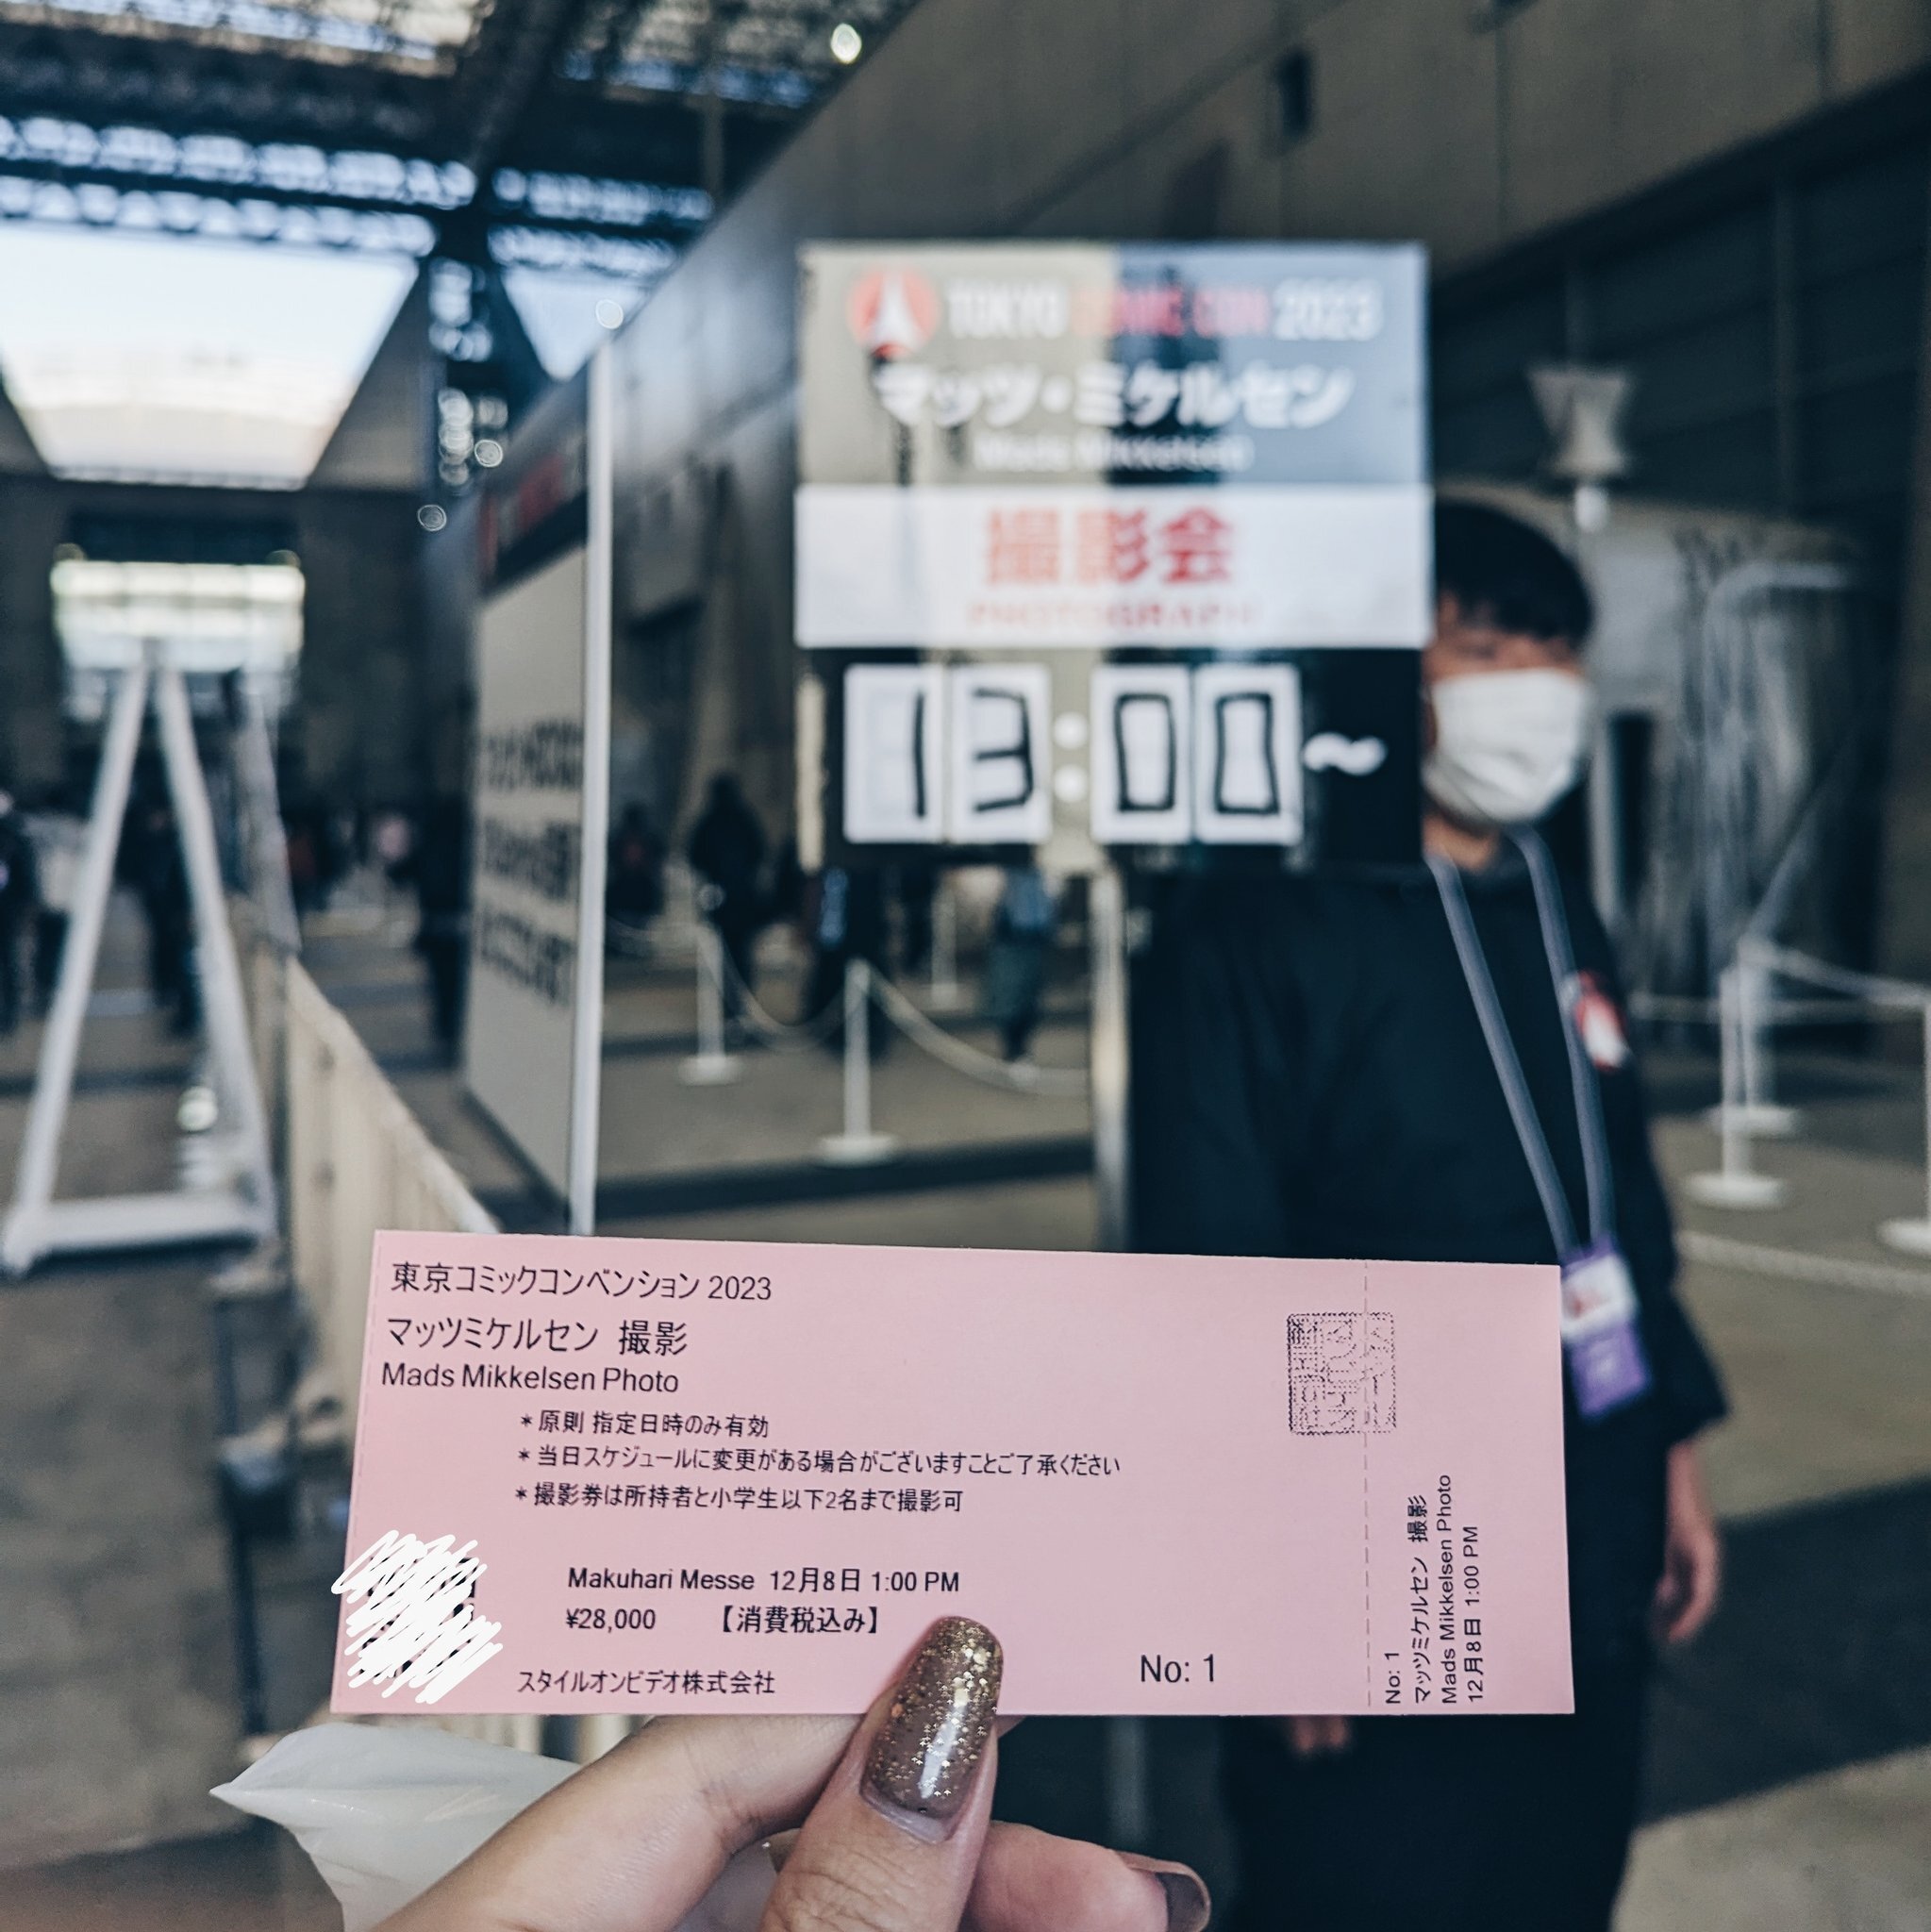 TOKYO COMIC CON 2023
マッツ・ミケルセン
Mads Mikkelsen
撮影会
PHOTOGRAPH
13:00~
東京コミックコンベンション 2023
マッツミケルセン 撮影
Mads Mikkelsen Photo
＊原則 指定日時のみ有効
＊当日スケジュールに変更がある場合がございますことご了承ください
＊撮影券は所持者と小学生以下2名まで撮影可
Makuhari Messe 12月8日 1:00 PM
¥28,000 【消費税込み】
スタイルオンビデオ株式会社
No: 1
No: 1
マッツミケルセン 撮影
Mads Mikkelsen Photo
12月8日 1:00 PM